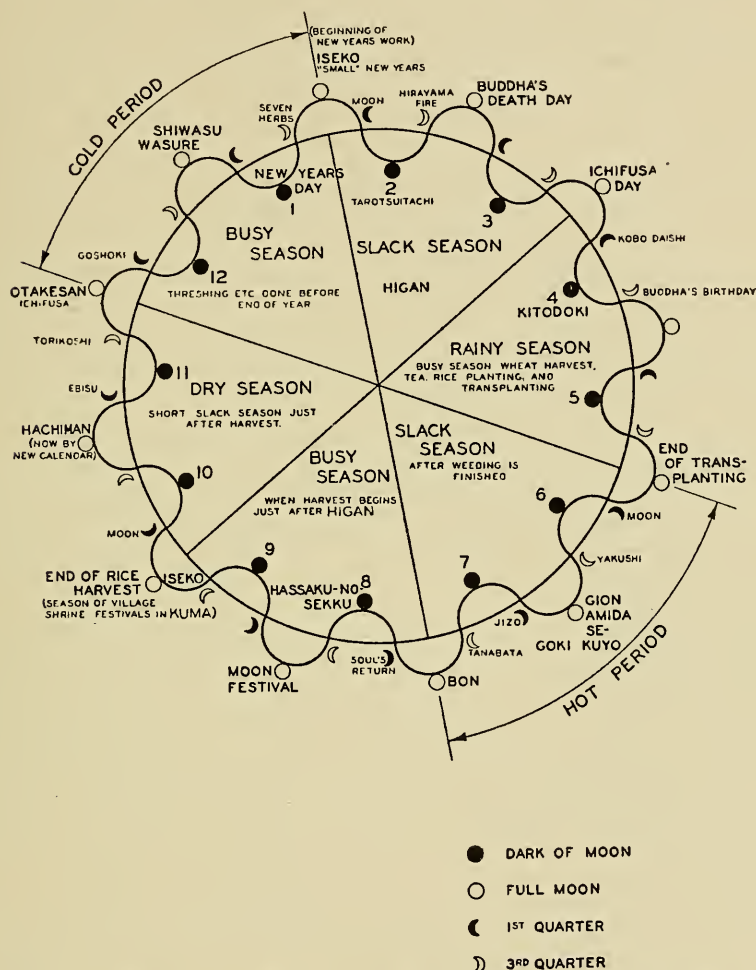 (BEGINNING OF
NEW YEARS WORK)
ISEKO
"SMALL" NEW YEARS
COLD PERIOD
SEVEN
HERBS
MOON
HIRAYAMA
FIRE
BUDDHA'S
DEATH DAY
SHIWASU
WASURE
NEW YEARS
DAY
1
2
TAROTSUITACHI
3
ICHIFUSA
DAY
KOBO DAISHI
GOSHOKI
12
BUSY
SEASON
THRESHING ETC DONE BEFORE
END OF YEAR
SLACK SEASON
HIGAN
4
KITODOKI
BUDDHA'S BIRTHDAY
OTAKESAN
ICHIFUSA
TORIKOSHI
11
EBISU
DRY SEASON
SHORT SLACK SEASON JUST
AFTER HARVEST.
RAINY SEASON
BUSY SEASON WHEAT HARVEST,
TEA, RICE PLANTING, AND
TRANSPLANTING
5
HACHIMAN
(NOW BY
NEW CALENDAR)
10
BUSY
SEASON
WHEN HARVEST BEGINS
JUST AFTER HIGAN
SLACK
SEASON
AFTER WEEDING IS
FINISHED
END
OF TRANS-
PLANTING
6
MOON
MOON
YAKUSHI
END OF RICE
HARVEST
(SEASON OF VILLAGE
SHRINE FESTIVALS IN KUMA)
ISEKO
9
HASSAKU-NO-
SEKKU
8
7
JIZO
GION
AMIDA
SE-
GOKI KUYO
MOON
FESTIVAL
SOUL'S
RETURN
TANABATA
BON
HOT PERIOD
DARK OF MOON
FULL MOON
1ST QUARTER
3RD QUARTER